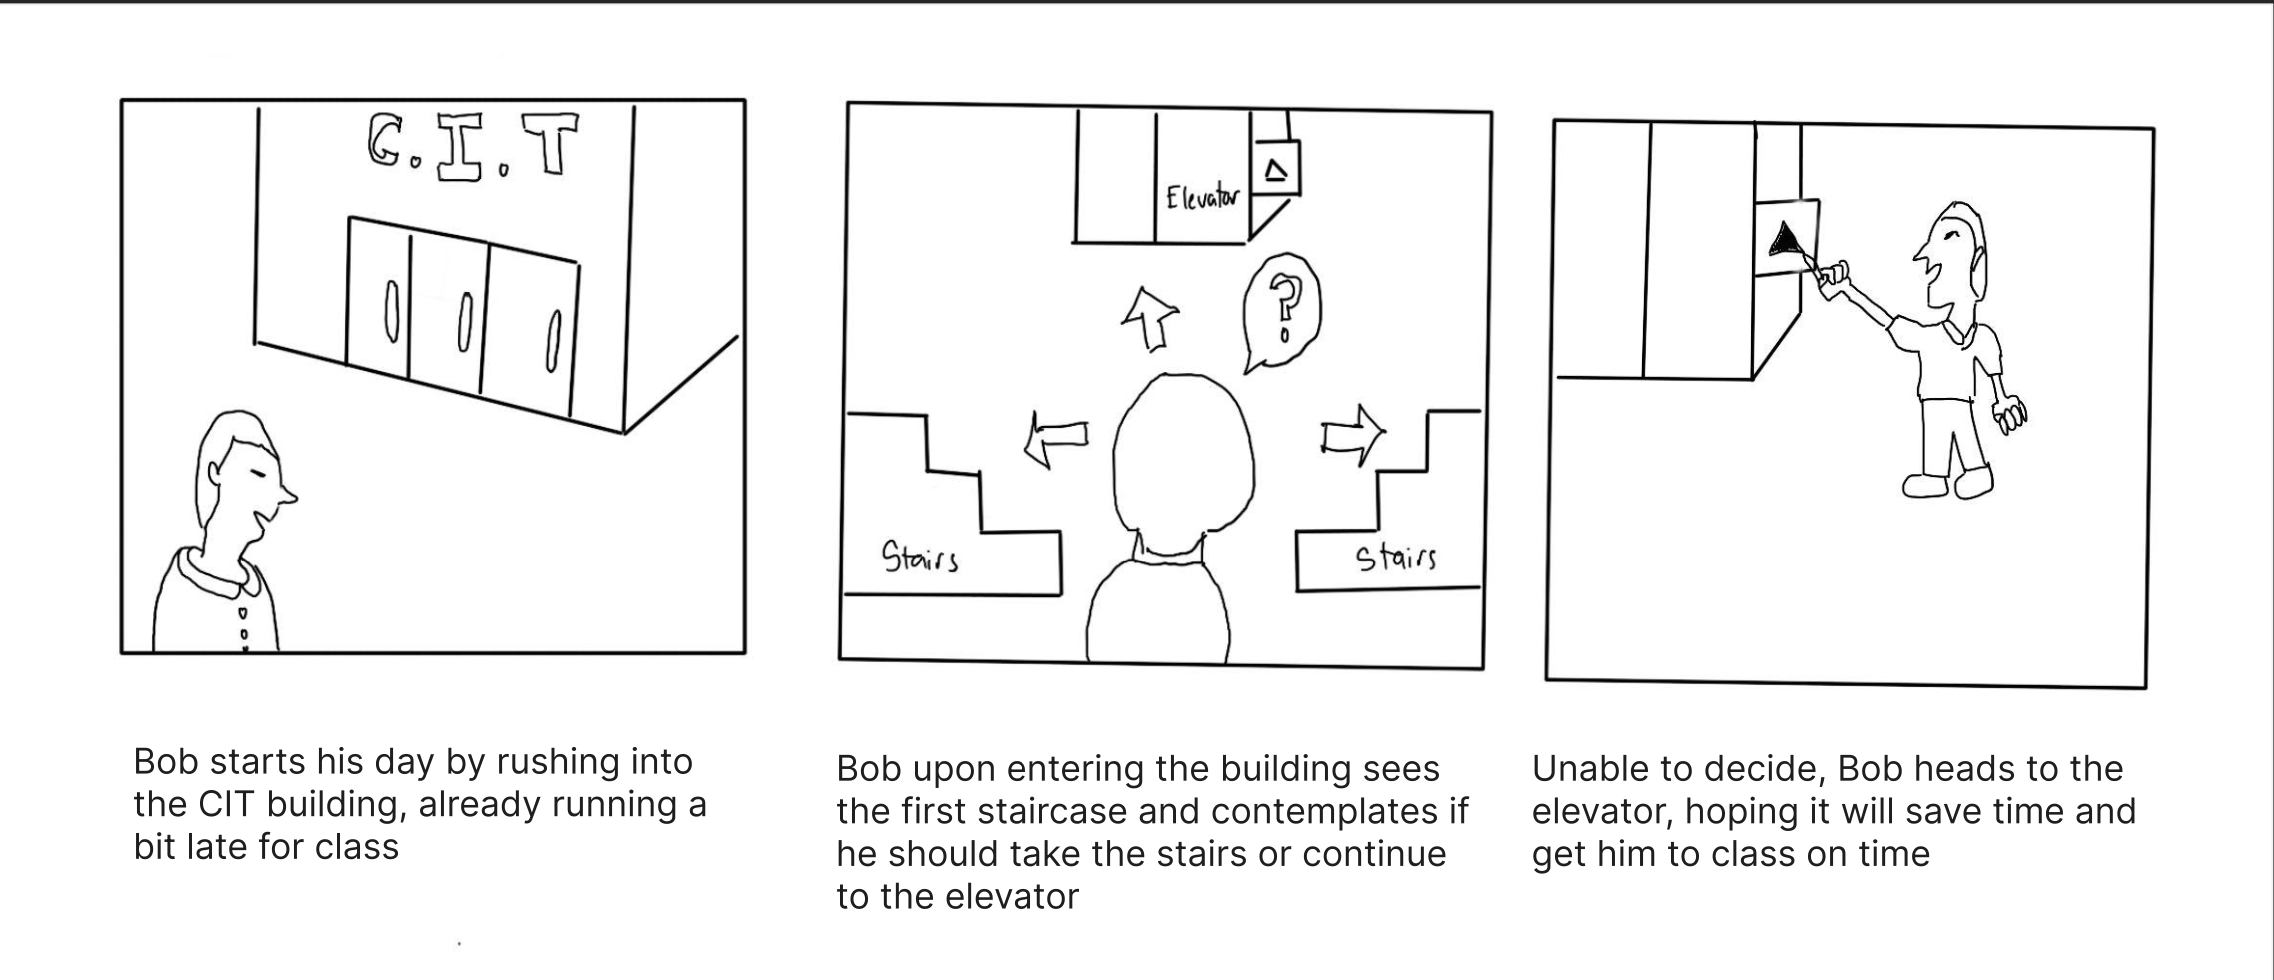 C.I.T
Bob starts his day by rushing into
the CIT building, already running a
bit late for class
Elevator
?
Stairs
Stairs
Bob upon entering the building sees
the first staircase and contemplates if
he should take the stairs or continue
to the elevator
Unable to decide, Bob heads to the
elevator, hoping it will save time and
get him to class on time